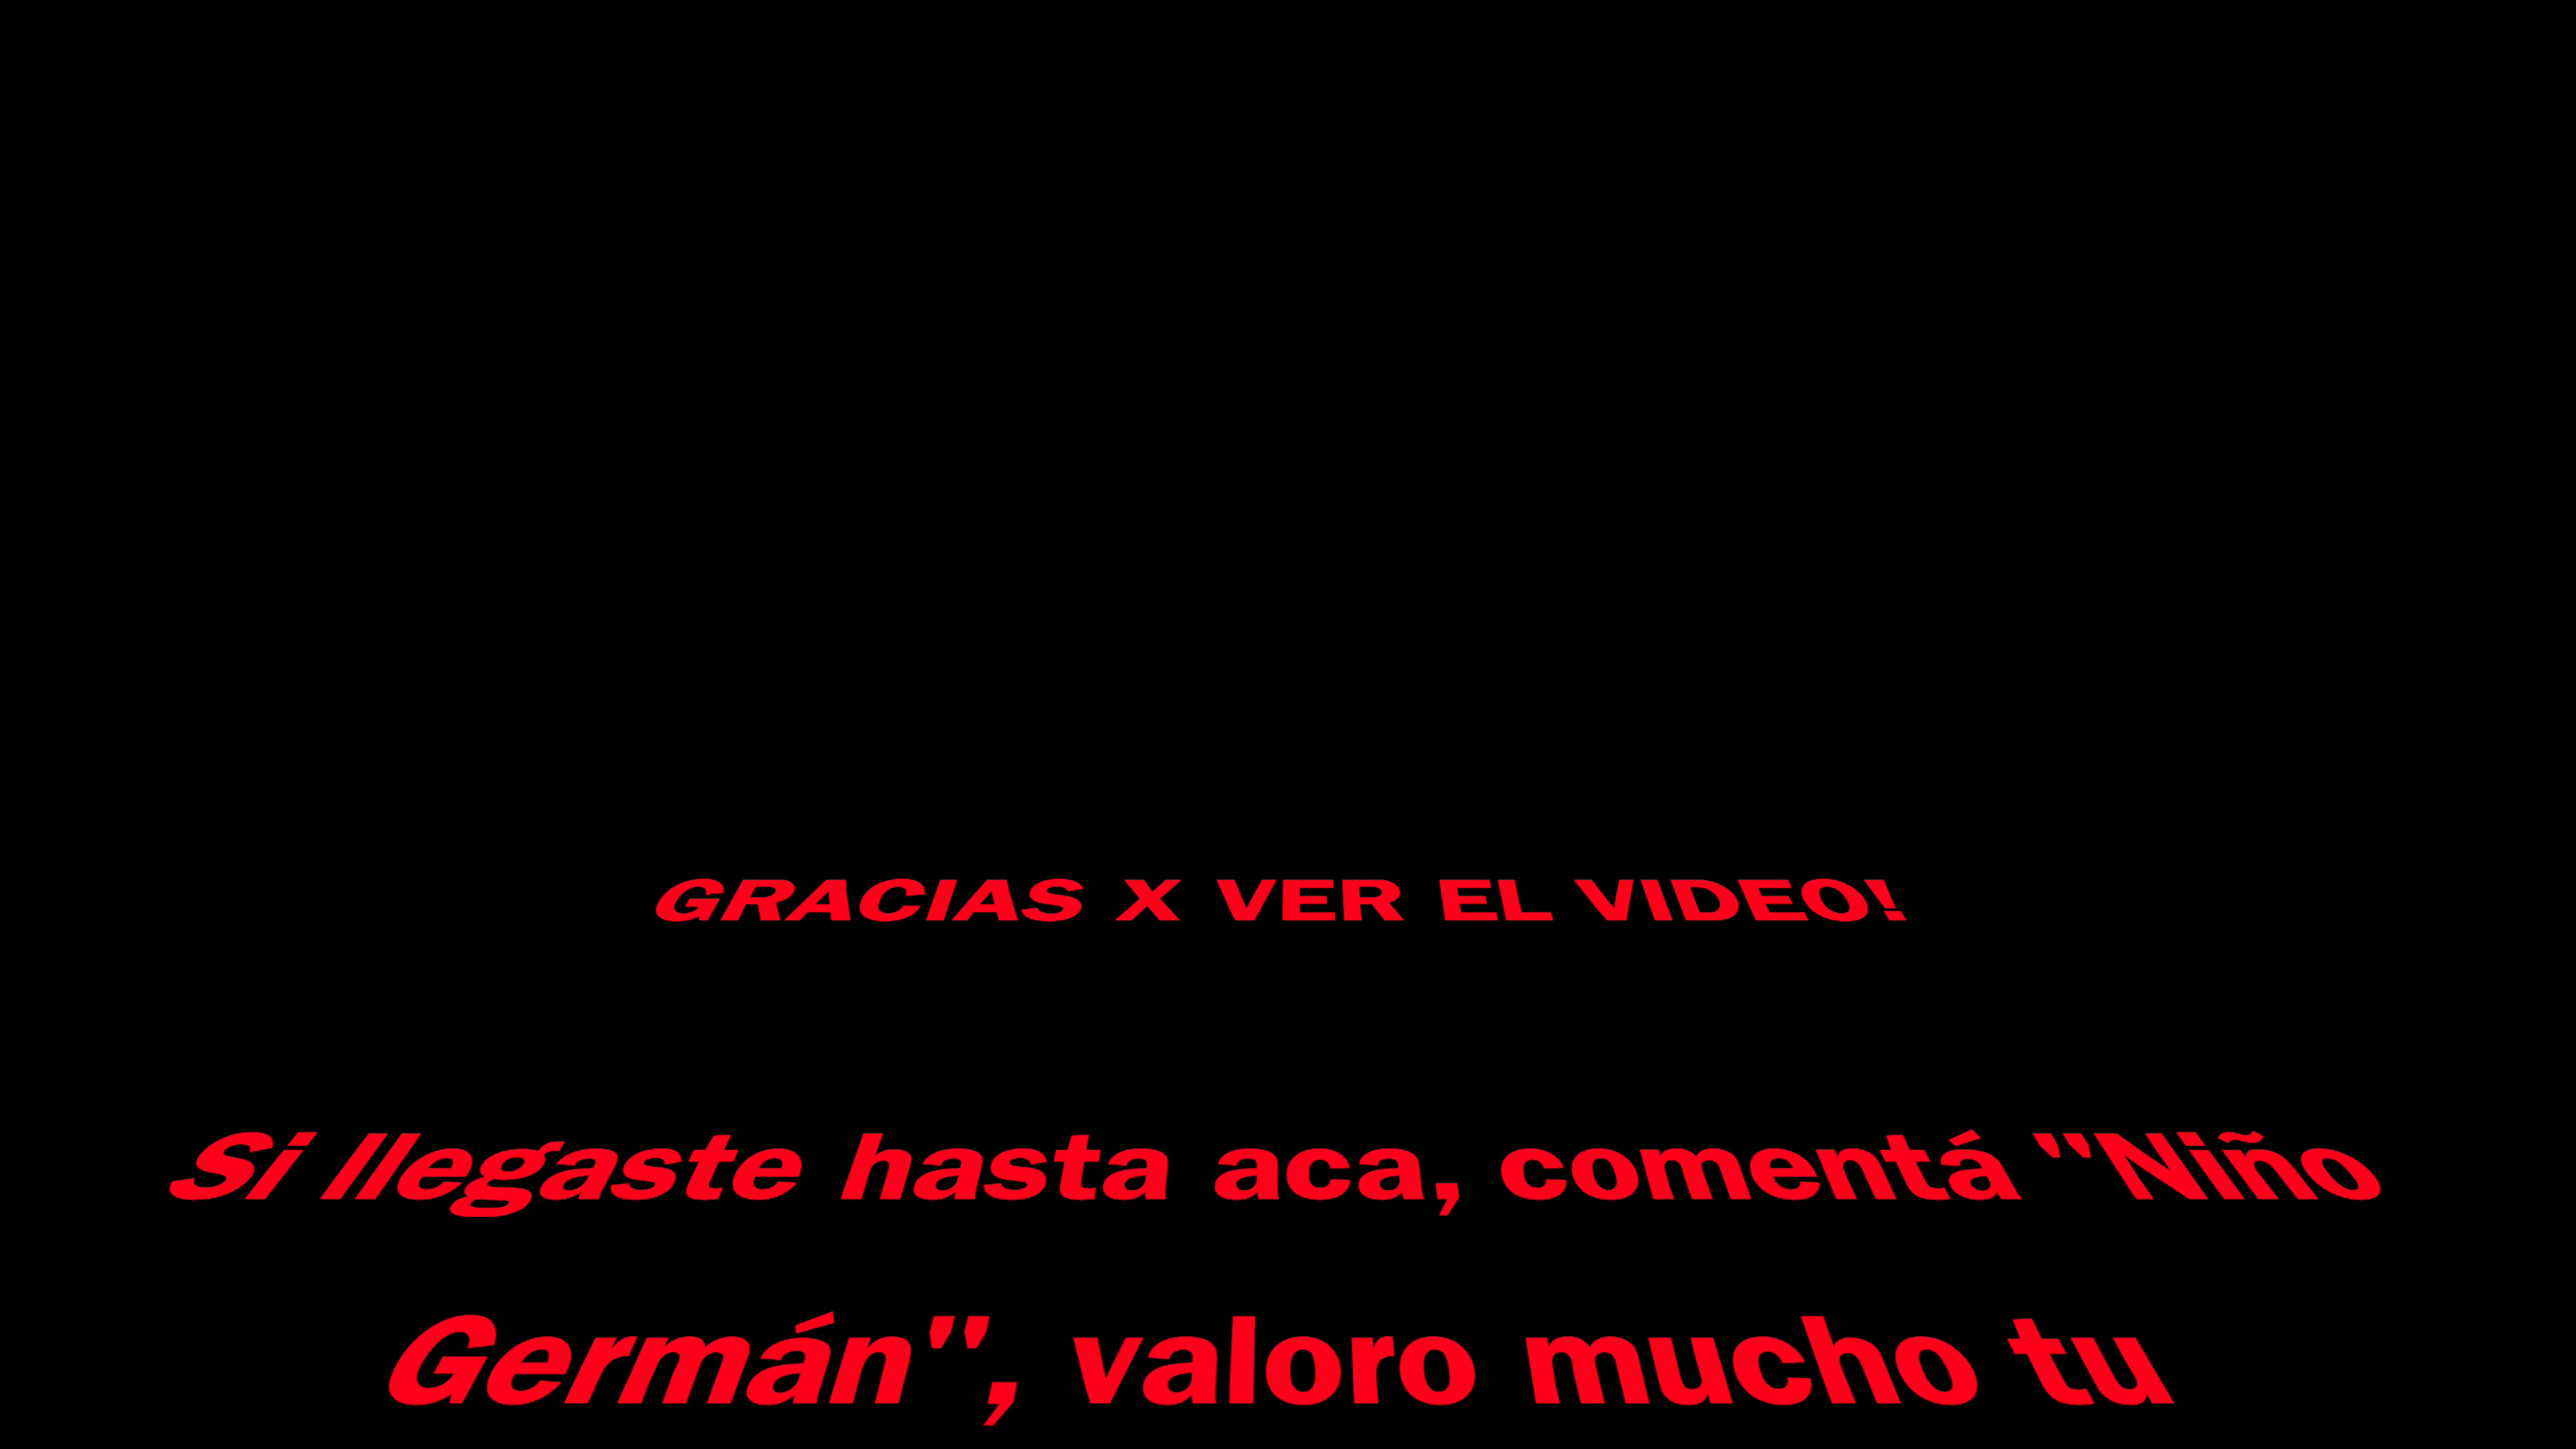 GRACIAS X VER EL VIDEO!
Si llegaste hasta aca, comentá "Niño
Germán", valoro mucho tu